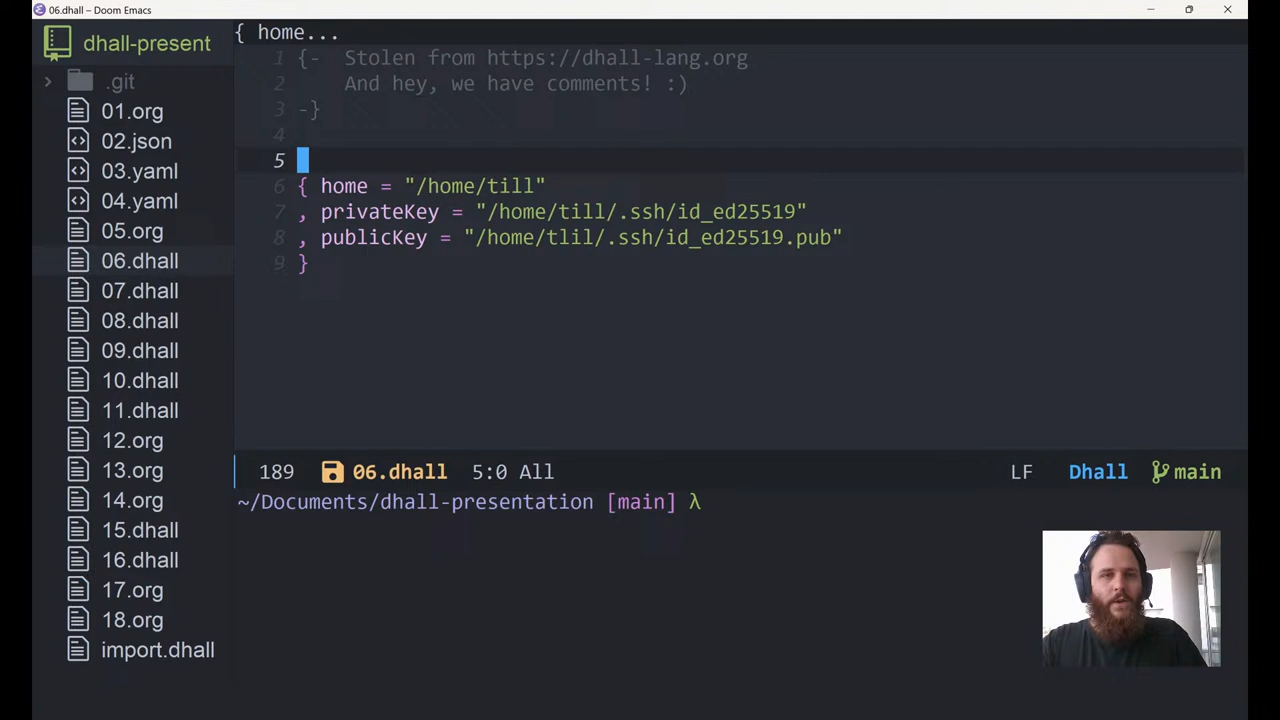 06.dhall – Doom Emacs
dhall-present
.git
01.org
02.json
03.yaml
04.yaml
05.org
06.dhall
07.dhall
08.dhall
09.dhall
10.dhall
11.dhall
12.org
13.org
14.org
15.dhall
16.dhall
17.org
18.org
import.dhall
{ home...
1 {-  Stolen from https://dhall-lang.org
2     And hey, we have comments! :)
3 -}
4
5
6 { home = "/home/till"
7 , privateKey = "/home/till/.ssh/id_ed25519"
8 , publicKey = "/home/tlil/.ssh/id_ed25519.pub"
9 }
189 06.dhall 5:0 All LF Dhall main
~/Documents/dhall-presentation [main] λ